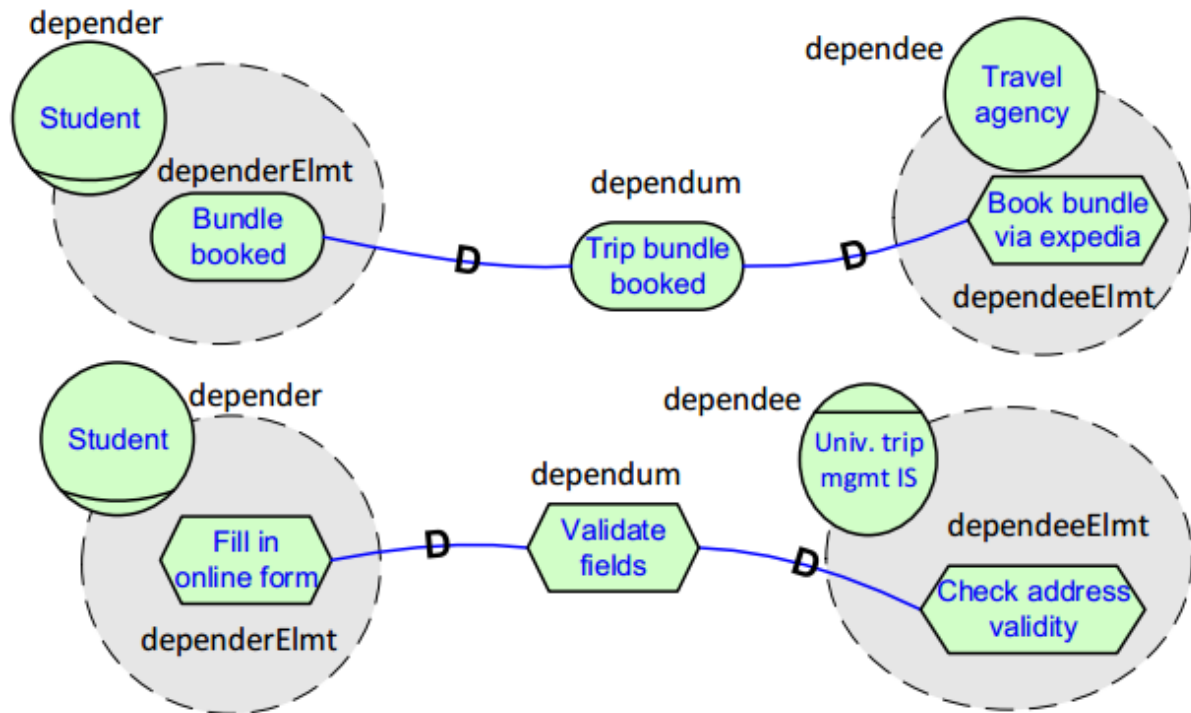 depender
dependee
Student
Travel
agency
dependerElmt
dependum
Bundle
booked
D
Trip bundle
booked
D
Book bundle
via expedia
dependeeElmt
depender
dependee
Student
Univ. trip
mgmt IS
dependum
dependeeElmt
Fill in
online form
D
Validate
fields
D
Check address
validity
dependerElmt